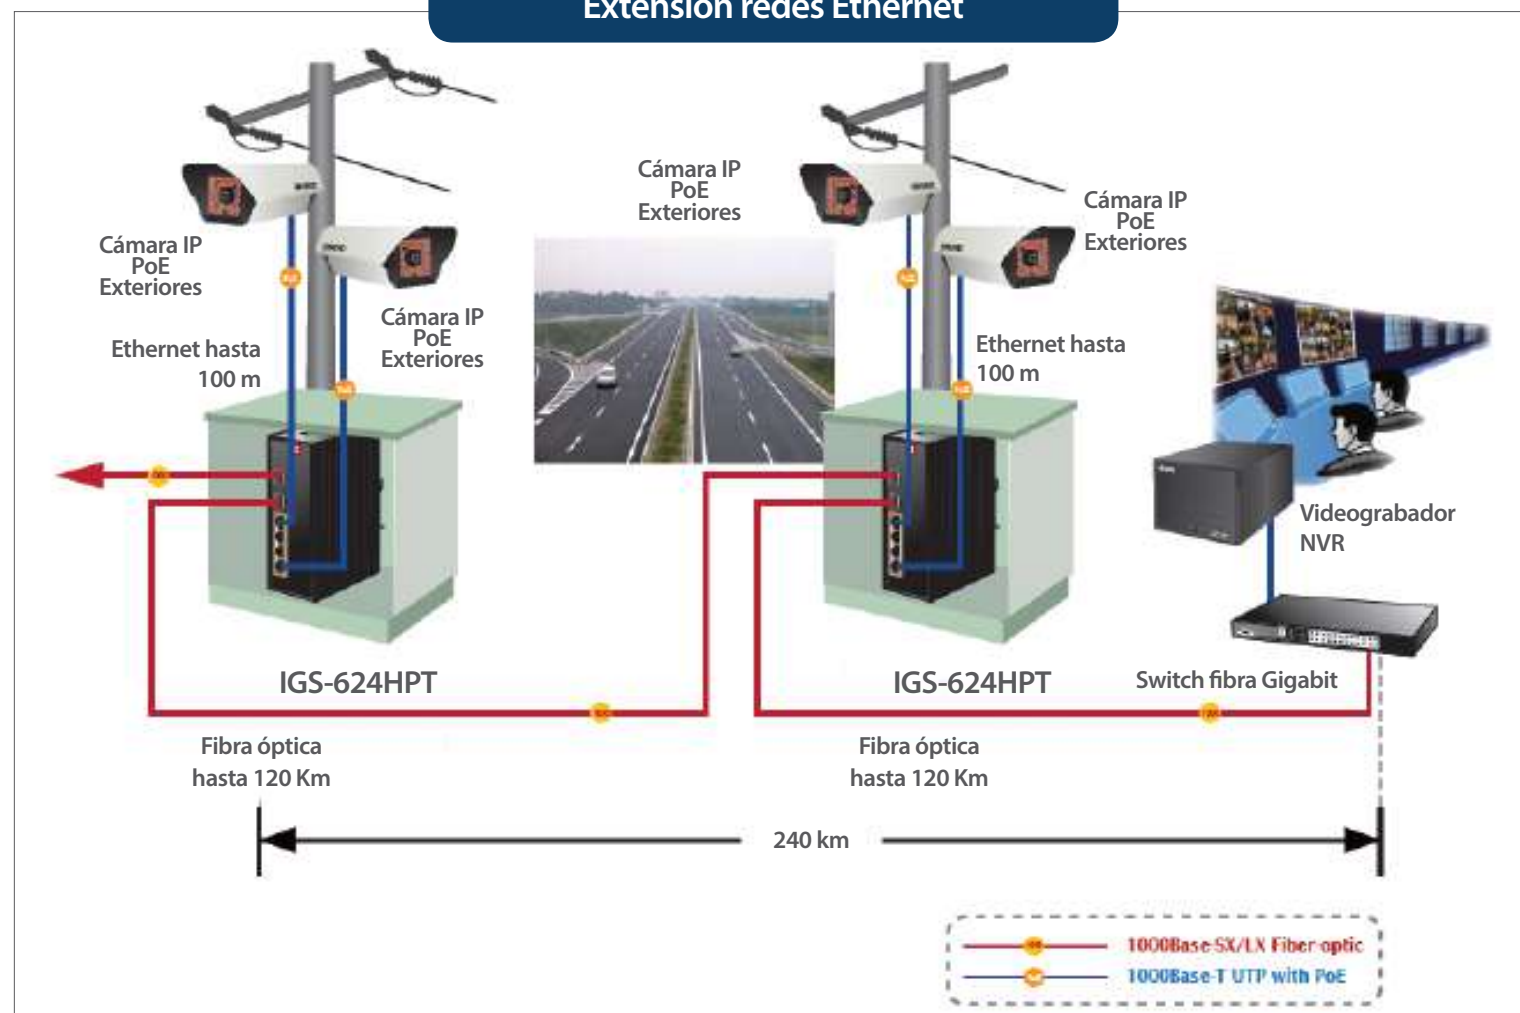 Extensión redes Ethernet
Cámara IP
PoE
Exteriores
Cámara IP
PoE
Exteriores
Cámara IP
PoE
Exteriores
Cámara IP
PoE
Exteriores
Ethernet hasta
100 m
Ethernet hasta
100 m
Videograbador
NVR
IGS-624HPT
IGS-624HPT
Switch fibra Gigabit
Fibra óptica
hasta 120 Km
Fibra óptica
hasta 120 Km
240 km
1000Base-SX/LX Fiber-optic
1000Base-T UTP with PoE